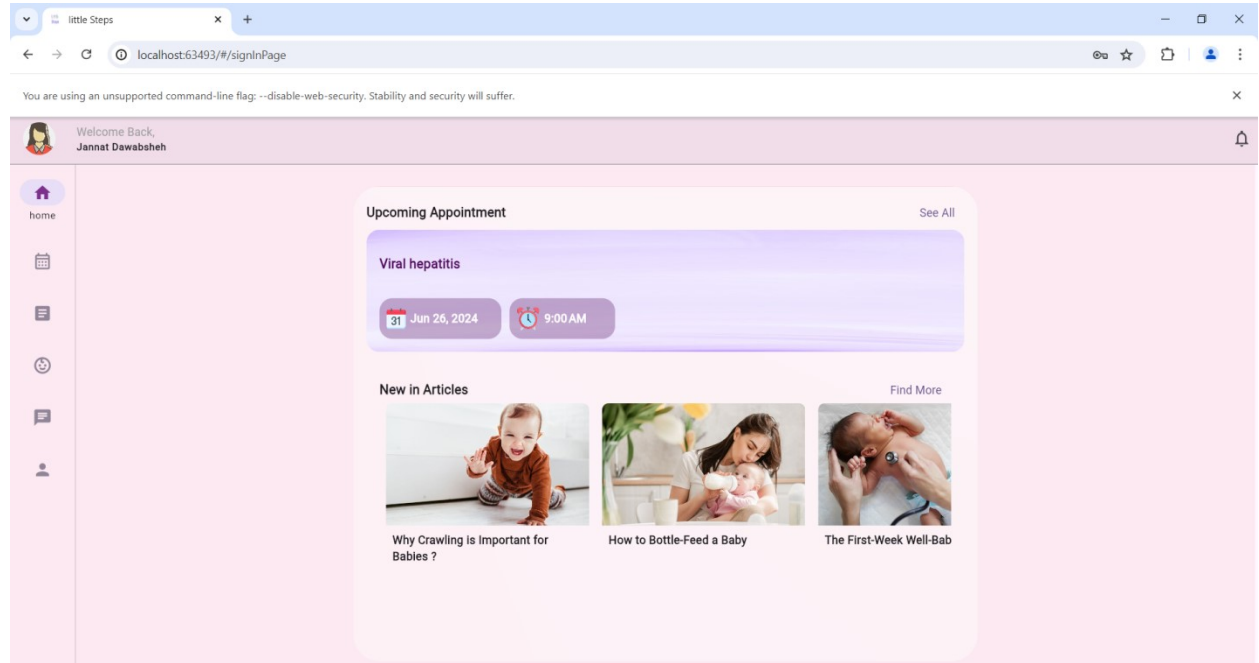 little Steps
localhost:63493/#/signInPage
You are using an unsupported command-line flag: --disable-web-security. Stability and security will suffer.
Welcome Back,
Jannat Dawabsheh
home
Upcoming Appointment
See All
Viral hepatitis
31 Jun 26, 2024
9:00 AM
New in Articles
Find More
Why Crawling is Important for
Babies ?
How to Bottle-Feed a Baby
The First-Week Well-Bab